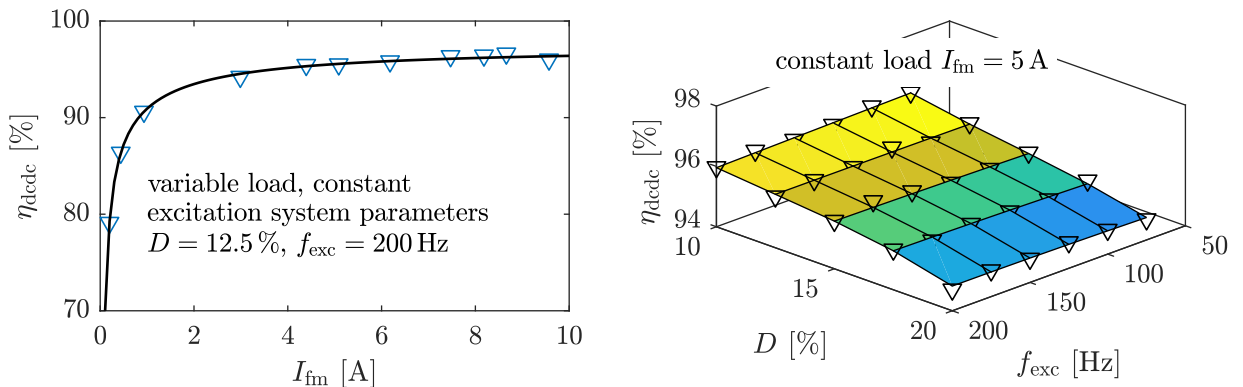 100
90
80
70
η_dcdc [%]
variable load, constant
excitation system parameters
D = 12.5 %, f_exc = 200 Hz
0
2
4
6
8
10
I_fm [A]
constant load I_fm = 5 A
98
96
94
η_dcdc [%]
10
15
20
D [%]
200
150
100
50
f_exc [Hz]